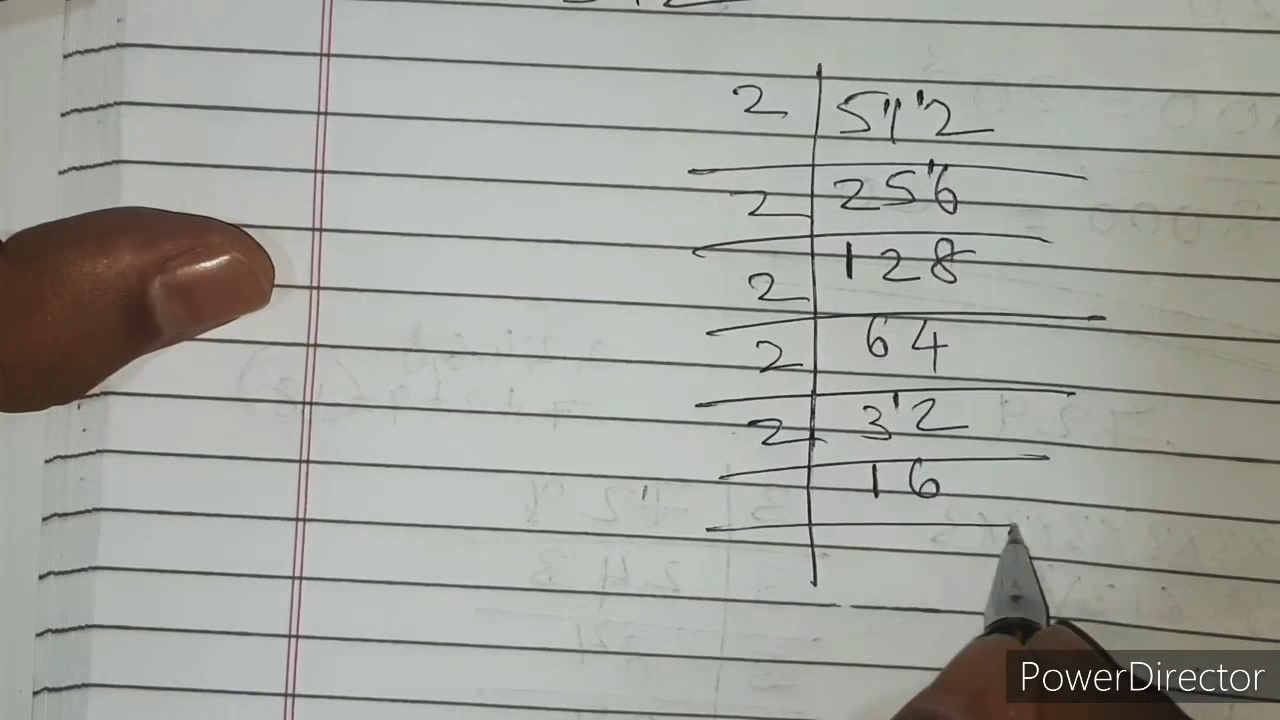 2 | 512
2 | 256
2 | 128
2 | 64
2 | 32
16
PowerDirector